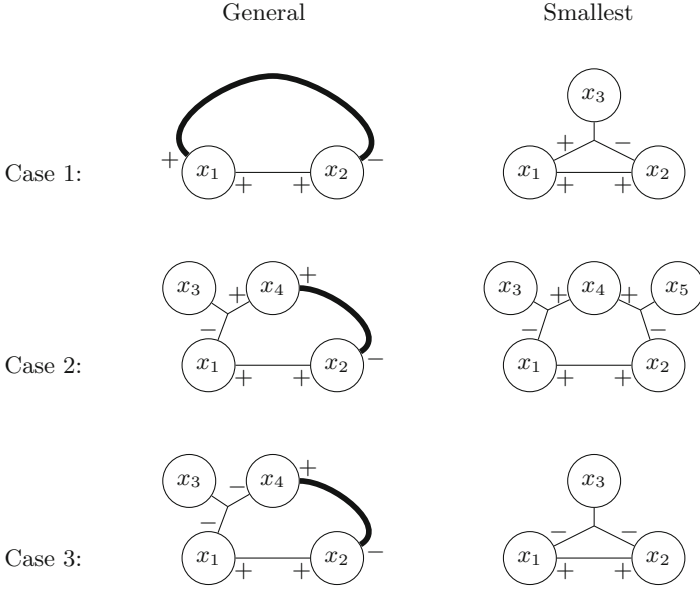 General Smallest
x₃
+ − + −
Case 1: x₁ x₂ x₁ x₂
+ + + +
x₃ x₄ + x₃ x₄ x₅
+ + +
− − − −
Case 2: x₁ x₂ x₁ x₂
+ + + +
x₃ x₄ + x₃
−
− − − −
Case 3: x₁ x₂ x₁ x₂
+ + + +